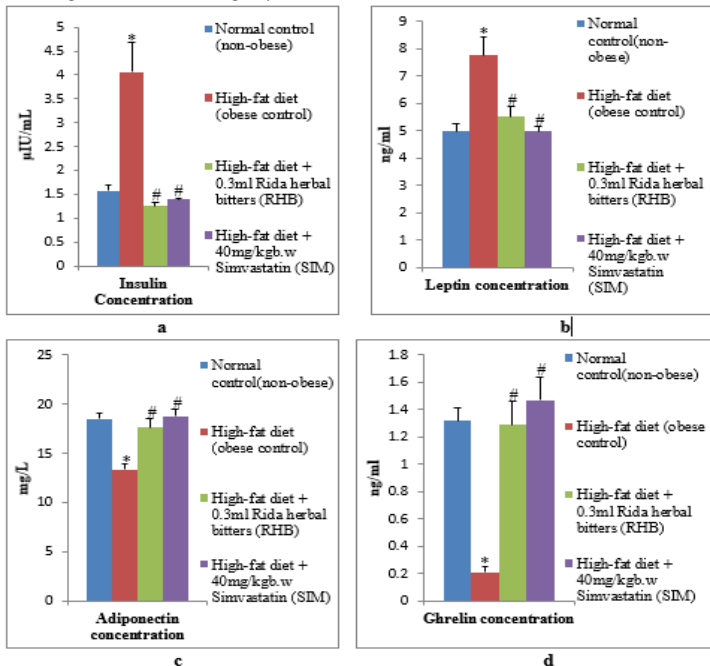 5
4.5
4
3.5
3
2.5
2
1.5
1
0.5
0
µIU/mL
*
#
#
Insulin
Concentration
Normal control
(non-obese)
High-fat diet
(obese control)
High-fat diet +
0.3ml Rida herbal
bitters (RHB)
High-fat diet +
40mg/kgb.w
Simvastatin (SIM)
a
9
8
7
6
5
4
3
2
1
0
ng/ml
*
#
#
Leptin concentration
Normal
control(non-
obese)
High-fat diet
(obese control)
High-fat diet +
0.3ml Rida herbal
bitters (RHB)
High-fat diet +
40mg/kgb.w
Simvastatin
(SIM)
b
25
20
15
10
5
0
mg/L
*
#
#
Adiponectin
concentration
Normal
control(non-obese)
High-fat diet
(obese control)
High-fat diet +
0.3ml Rida herbal
bitters (RHB)
High-fat diet +
40mg/kgb.w
Simvastatin (SIM)
c
1.8
1.6
1.4
1.2
1
0.8
0.6
0.4
0.2
0
ng/ml
*
#
#
Ghrelin concentration
Normal
control(non-obese)
High-fat diet (obese
control)
High-fat diet +
0.3ml Rida herbal
bitters (RHB)
High-fat diet +
40mg/kgb.w
Simvastatin (SIM)
d